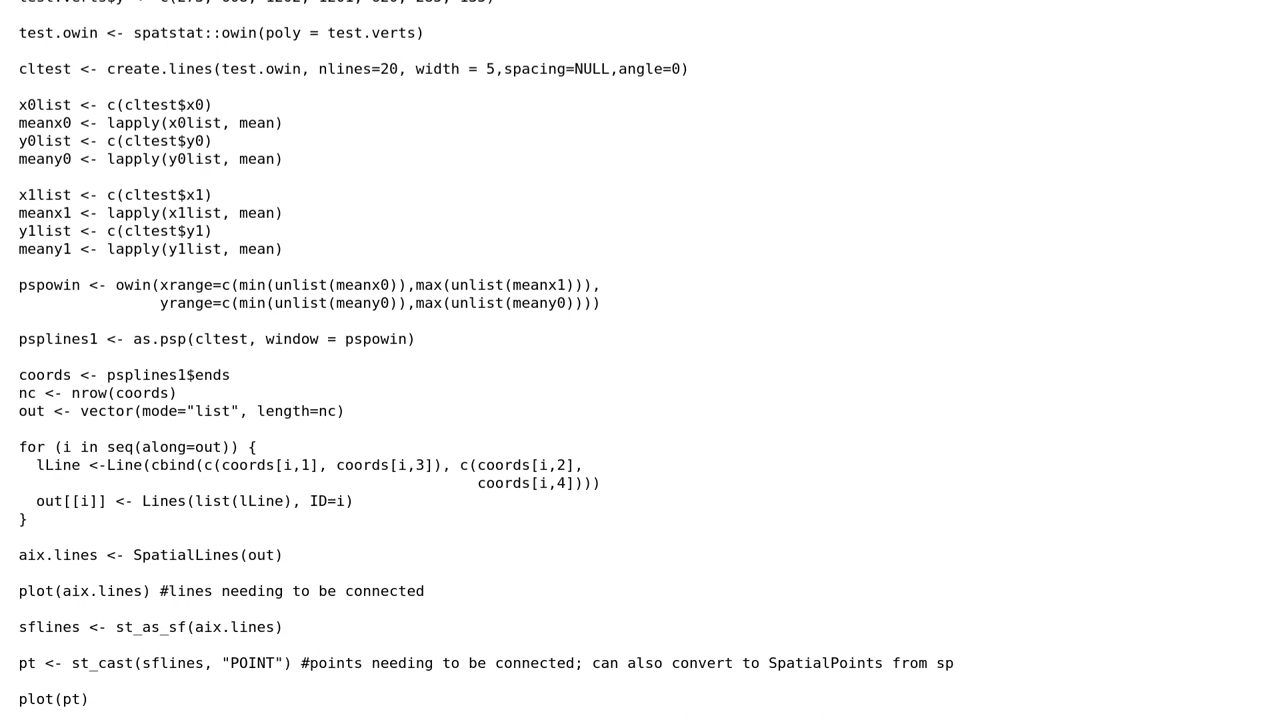 test.owin <- spatstat::owin(poly = test.verts)
cltest <- create.lines(test.owin, nlines=20, width = 5,spacing=NULL,angle=0)
x0list <- c(cltest$x0)
meanx0 <- lapply(x0list, mean)
y0list <- c(cltest$y0)
meany0 <- lapply(y0list, mean)
x1list <- c(cltest$x1)
meanx1 <- lapply(x1list, mean)
y1list <- c(cltest$y1)
meany1 <- lapply(y1list, mean)
pspowin <- owin(xrange=c(min(unlist(meanx0)),max(unlist(meanx1))),
yrange=c(min(unlist(meany0)),max(unlist(meany0))))
psplines1 <- as.psp(cltest, window = pspowin)
coords <- psplines1$ends
nc <- nrow(coords)
out <- vector(mode="list", length=nc)
for (i in seq(along=out)) {
lLine <-Line(cbind(c(coords[i,1], coords[i,3]), c(coords[i,2],
coords[i,4])))
out[[i]] <- Lines(list(lLine), ID=i)
}
aix.lines <- SpatialLines(out)
plot(aix.lines) #lines needing to be connected
sflines <- st_as_sf(aix.lines)
pt <- st_cast(sflines, "POINT") #points needing to be connected; can also convert to SpatialPoints from sp
plot(pt)